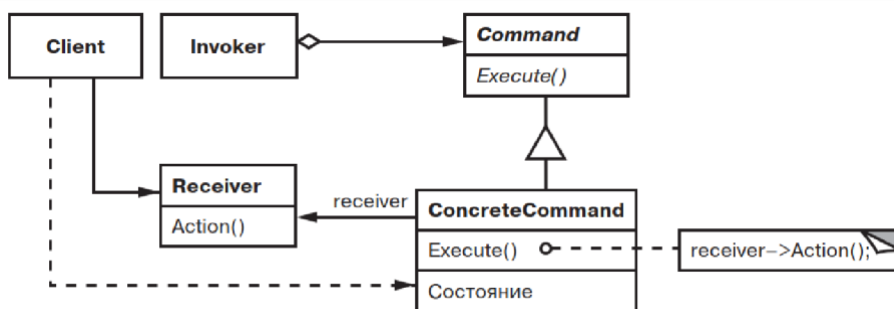 Client
Invoker
Command
Execute()
Receiver
Action()
receiver
ConcreteCommand
Execute()
receiver–>Action();
Состояние